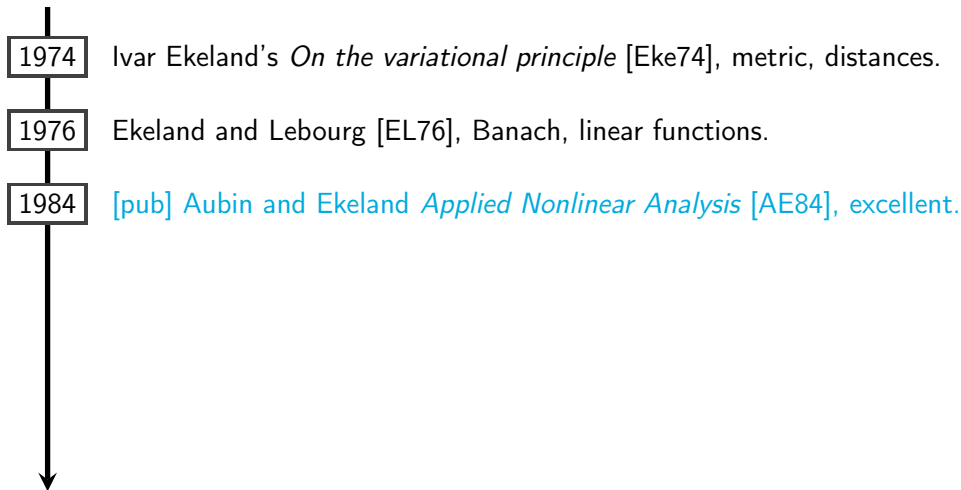 1974 Ivar Ekeland's On the variational principle [Eke74], metric, distances.
1976 Ekeland and Lebourg [EL76], Banach, linear functions.
1984 [pub] Aubin and Ekeland Applied Nonlinear Analysis [AE84], excellent.